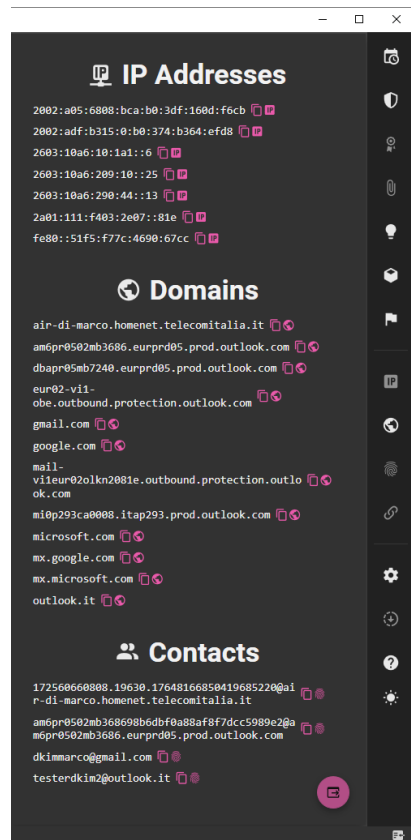 IP Addresses
2002:a05:6808:bca:b0:3df:160d:f6cb
2002:adf:b315:0:b0:374:b364:efd8
2603:10a6:10:1a1::6
2603:10a6:209:10::25
2603:10a6:290:44::13
2a01:111:f403:2e07::81e
fe80::51f5:f77c:4690:67cc
Domains
air-di-marco.homenet.telecomitalia.it
am6pr0502mb3686.eurprd05.prod.outlook.com
dbapr05mb7240.eurprd05.prod.outlook.com
eur02-vi1-
obe.outbound.protection.outlook.com
gmail.com
google.com
mail-
vi1eur02olkn2081e.outbound.protection.outlo
ok.com
mi0p293ca0008.itap293.prod.outlook.com
microsoft.com
mx.google.com
mx.microsoft.com
outlook.it
Contacts
172560660808.19630.17648166850419685220@ai
r-di-marco.homenet.telecomitalia.it
am6pr0502mb368698b6dbf0a88af8f7dcc5989e2@a
m6pr0502mb3686.eurprd05.prod.outlook.com
dkimmarco@gmail.com
testerdkim2@outlook.it